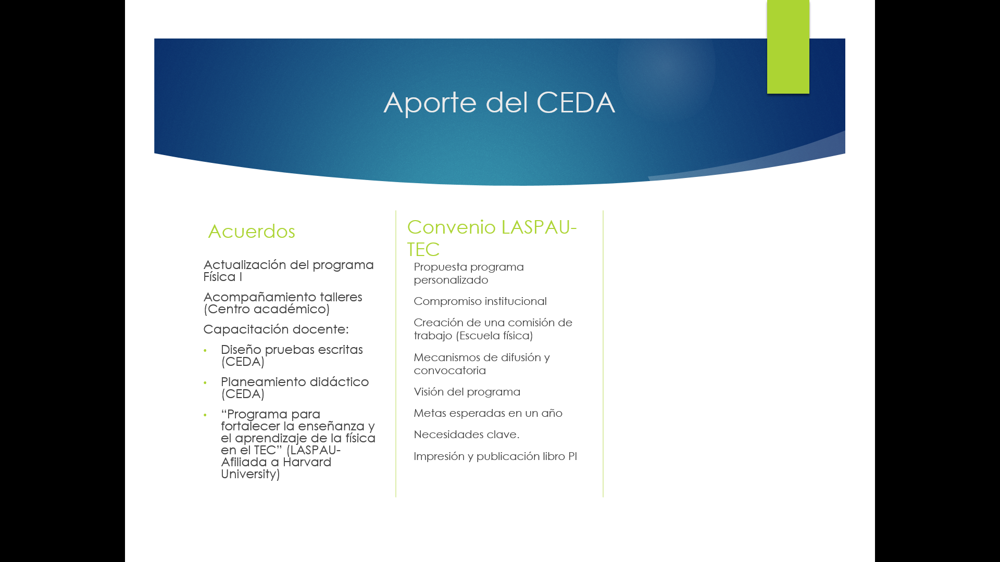 Aporte del CEDA
Acuerdos
Actualización del programa
Física I
Acompañamiento talleres
(Centro académico)
Capacitación docente:
• Diseño pruebas escritas
(CEDA)
• Planeamiento didáctico
(CEDA)
• “Programa para
fortalecer la enseñanza y
el aprendizaje de la física
en el TEC” (LASPAU-
Afiliada a Harvard
University)
Convenio LASPAU-
TEC
Propuesta programa
personalizado
Compromiso institucional
Creación de una comisión de
trabajo (Escuela física)
Mecanismos de difusión y
convocatoria
Visión del programa
Metas esperadas en un año
Necesidades clave.
Impresión y publicación libro PI